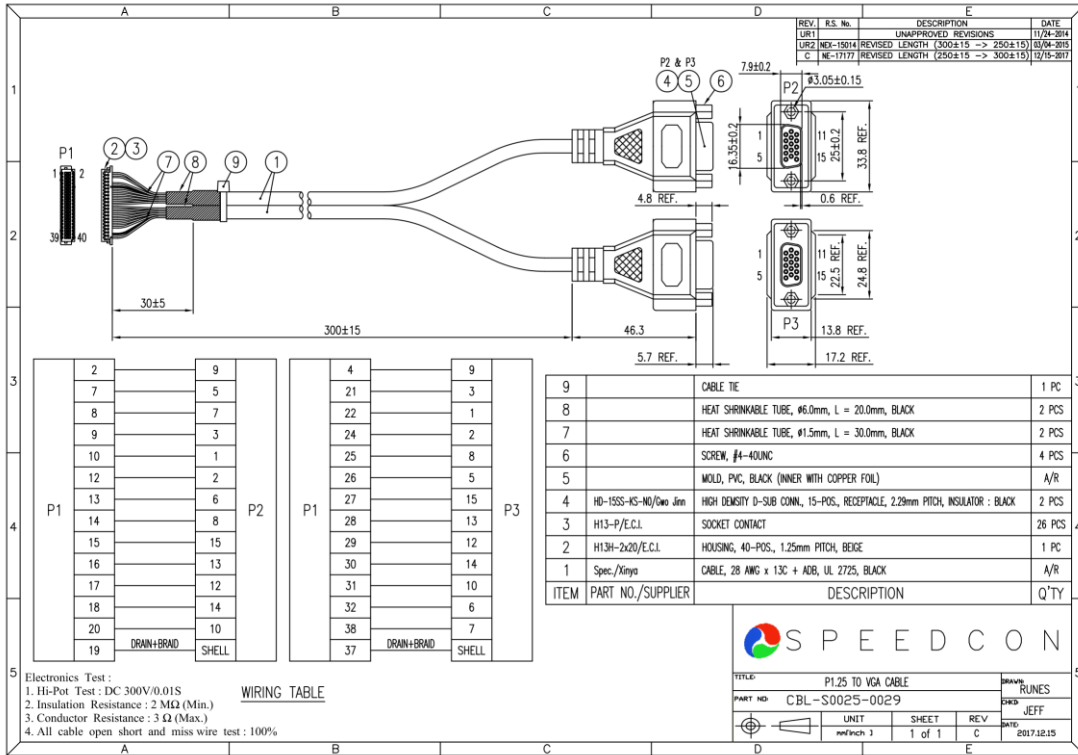 A B C D E
REV. R.S. No. DESCRIPTION DATE
UR1 UNAPPROVED REVISIONS 11/24-2014
UR2 NEX-15014 REVISED LENGTH (300±15 -> 250±15) 03/04-2015
C NE-17177 REVISED LENGTH (250±15 -> 300±15) 12/15-2017
1
2
3
4
5
P1
1 2
39 40
2 3
7 8 9 1
P2 & P3
4 5 6
7.9±0.2
P2
ø3.05±0.15
16.35±0.2
1 11
5 15
25±0.2
33.8 REF.
4.8 REF.
0.6 REF.
1 11
5 15
22.5 REF.
24.8 REF.
P3
13.8 REF.
17.2 REF.
5.7 REF.
30±5
300±15
46.3
P1 P2
2 9
7 5
8 7
9 3
10 1
12 2
13 6
14 8
15 15
16 13
17 12
18 14
20 10
19 DRAIN+BRAID SHELL
P1 P3
4 9
21 3
22 1
24 2
25 8
26 5
27 15
28 13
29 12
30 14
31 10
32 6
38 7
37 DRAIN+BRAID SHELL
WIRING TABLE
9 CABLE TIE 1 PC
8 HEAT SHRINKABLE TUBE, ø6.0mm, L = 20.0mm, BLACK 2 PCS
7 HEAT SHRINKABLE TUBE, ø1.5mm, L = 30.0mm, BLACK 2 PCS
6 SCREW, #4-40UNC 4 PCS
5 MOLD, PVC, BLACK (INNER WITH COPPER FOIL) A/R
4 HD-15SS-KS-NO/Gwo Jinn HIGH DEMSITY D-SUB CONN., 15-POS., RECEPTACLE, 2.29mm PITCH, INSULATOR : BLACK 2 PCS
3 H13-P/E.C.I. SOCKET CONTACT 26 PCS
2 H13H-2x20/E.C.I. HOUSING, 40-POS., 1.25mm PITCH, BEIGE 1 PC
1 Spec./Xinya CABLE, 28 AWG x 13C + ADB, UL 2725, BLACK A/R
ITEM PART NO./SUPPLIER DESCRIPTION Q'TY
Electronics Test :
1. Hi-Pot Test : DC 300V/0.01S
2. Insulation Resistance : 2 MΩ (Min.)
3. Conductor Resistance : 3 Ω (Max.)
4. All cable open short and miss wire test : 100%
SPEEDCON
TITLE: P1.25 TO VGA CABLE
DRAWN: RUNES
PART NO: CBL-S0025-0029
CHKD: JEFF
UNIT SHEET REV
mm[inch ] 1 of 1 C
DATE: 2017.12.15
A B C D E